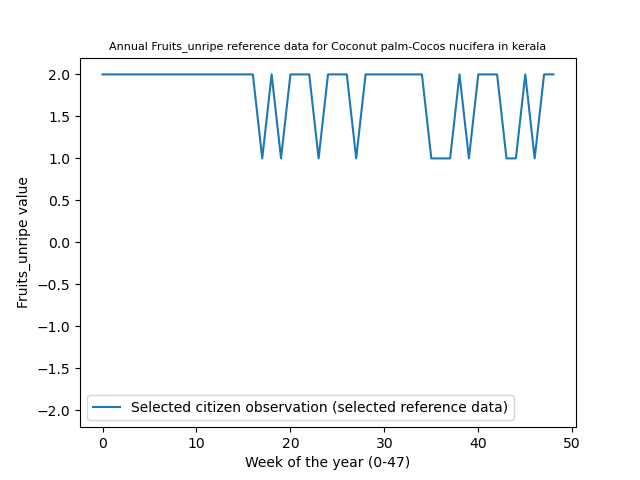 Annual Fruits_unripe reference data for Coconut palm-Cocos nucifera in kerala
2.0
1.5
1.0
0.5
0.0
−0.5
−1.0
−1.5
−2.0
Fruits_unripe value
Selected citizen observation (selected reference data)
0 10 20 30 40 50
Week of the year (0-47)